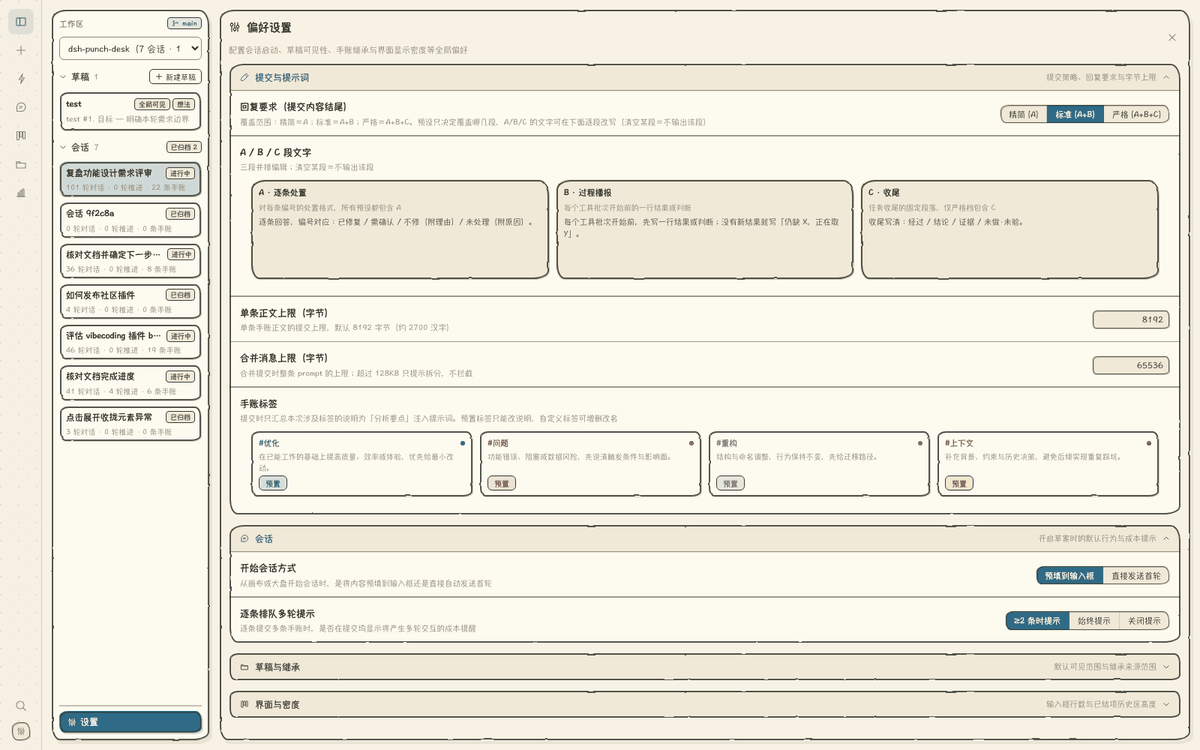 工作区
main
dsh-punch-desk (7 会话 · 1
草稿 1
+ 新建草稿
test
全局可见
想法
test #1. 目标 — 明确本轮需求边界
会话 7
已归档 2
复盘功能设计需求评审
进行中
101 轮对话 · 0 轮推进 · 22 条手账
会话 9f2c8a
已归档
0 轮对话 · 0 轮推进 · 0 条手账
核对文档并确定下一步…
进行中
36 轮对话 · 0 轮推进 · 8 条手账
如何发布社区插件
已归档
4 轮对话 · 0 轮推进 · 0 条手账
评估 vibecoding 插件 b…
进行中
46 轮对话 · 0 轮推进 · 19 条手账
核对文档完成进度
进行中
41 轮对话 · 4 轮推进 · 6 条手账
点击展开收拢元素异常
已归档
3 轮对话 · 0 轮推进 · 0 条手账
设置
偏好设置
配置会话启动、草稿可见性、手账继承与界面显示密度等全局偏好
提交与提示词
提交策略、回复要求与字节上限
回复要求（提交内容结尾）
覆盖范围：精简=A；标准=A+B；严格=A+B+C。预设只决定覆盖哪几段，A/B/C 的文字可在下面逐段改写（清空某段=不输出该段）
精简 (A)
标准 (A+B)
严格 (A+B+C)
A / B / C 段文字
三段并排编辑；清空某段=不输出该段
A · 逐条处置
对每条编号的处置格式，所有预设都包含 A
逐条回答，编号对应：已修复 / 需确认 / 不修（附理由）/ 未处理（附原因）。
B · 过程播报
每个工具批次开始前的一行结果或判断
每个工具批次开始前，先写一行结果或判断；没有新结果就写「仍缺 X，正在取
Y」。
C · 收尾
任务收尾的固定段落，仅严格档包含 C
收尾写清：经过 / 结论 / 证据 / 未做·未验。
单条正文上限（字节）
单条手账正文的提交上限，默认 8192 字节（约 2700 汉字）
8192
合并消息上限（字节）
合并提交时整条 prompt 的上限；超过 128KB 只提示拆分，不拦截
65536
手账标签
提交时只汇总本次涉及标签的说明为「分析要点」注入提示词。预置标签只能改说明，自定义标签可增删改名
#优化
在已能工作的基础上提高质量、效率或体验，优先给最小改
动。
预置
#问题
功能错误、阻塞或数据风险，先说清触发条件与影响面。
预置
#重构
结构与命名调整，行为保持不变，先给迁移路径。
预置
#上下文
补充背景、约束与历史决策，避免后续实现重复踩坑。
预置
会话
开启草案时的默认行为与成本提示
开始会话方式
从画布或大盘开始会话时，是将内容预填到输入框还是直接自动发送首轮
预填到输入框
直接发送首轮
逐条排队多轮提示
逐条提交多条手账时，是否在提交坞显示将产生多轮交互的成本提醒
≥2 条时提示
始终提示
关闭提示
草稿与继承
默认可见范围与继承来源范围
界面与密度
输入框行数与已结项历史区高度